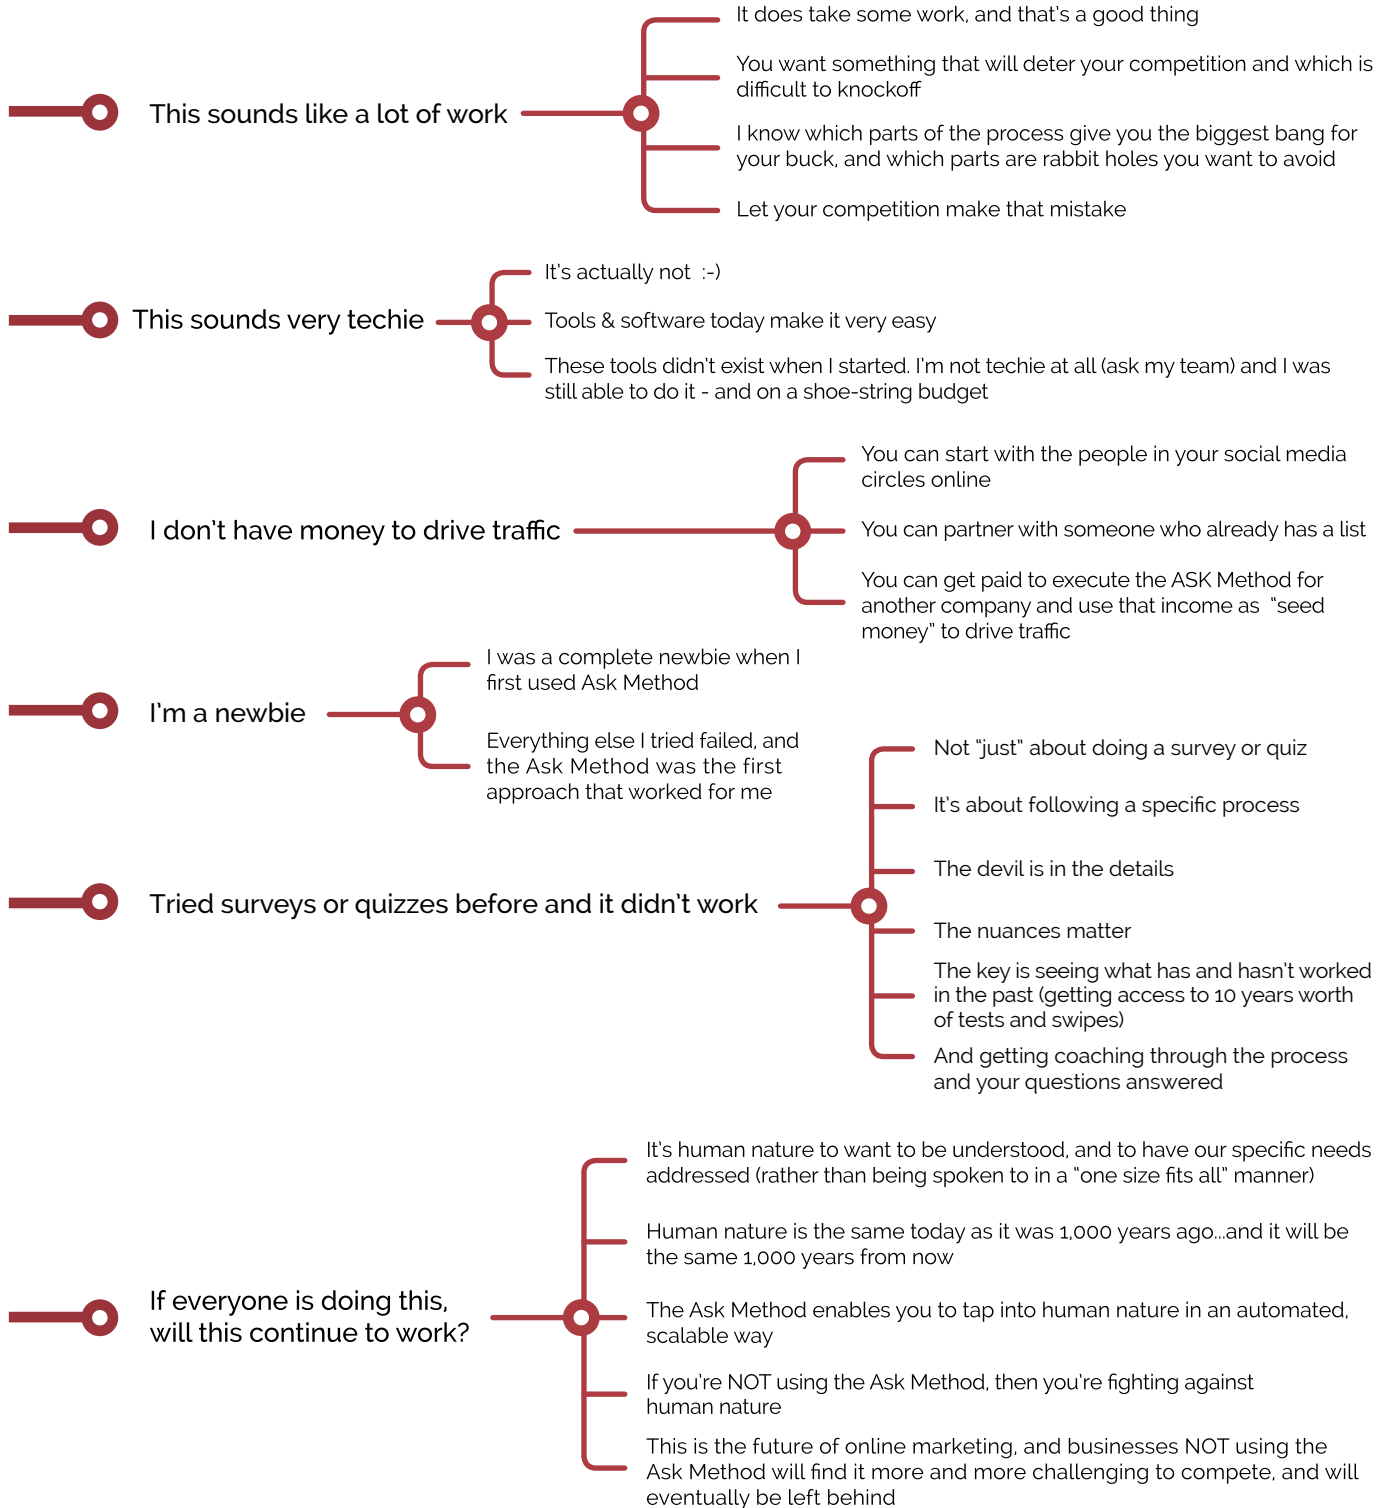 This sounds like a lot of work
It does take some work, and that's a good thing
You want something that will deter your competition and which is
difficult to knockoff
I know which parts of the process give you the biggest bang for
your buck, and which parts are rabbit holes you want to avoid
Let your competition make that mistake
This sounds very techie
It's actually not :-)
Tools & software today make it very easy
These tools didn't exist when I started. I'm not techie at all (ask my team) and I was
still able to do it - and on a shoe-string budget
I don't have money to drive traffic
You can start with the people in your social media
circles online
You can partner with someone who already has a list
You can get paid to execute the ASK Method for
another company and use that income as "seed
money" to drive traffic
I'm a newbie
I was a complete newbie when I
first used Ask Method
Everything else I tried failed, and
the Ask Method was the first
approach that worked for me
Tried surveys or quizzes before and it didn't work
Not "just" about doing a survey or quiz
It's about following a specific process
The devil is in the details
The nuances matter
The key is seeing what has and hasn't worked
in the past (getting access to 10 years worth
of tests and swipes)
And getting coaching through the process
and your questions answered
If everyone is doing this,
will this continue to work?
It's human nature to want to be understood, and to have our specific needs
addressed (rather than being spoken to in a "one size fits all" manner)
Human nature is the same today as it was 1,000 years ago...and it will be
the same 1,000 years from now
The Ask Method enables you to tap into human nature in an automated,
scalable way
If you're NOT using the Ask Method, then you're fighting against
human nature
This is the future of online marketing, and businesses NOT using the
Ask Method will find it more and more challenging to compete, and will
eventually be left behind